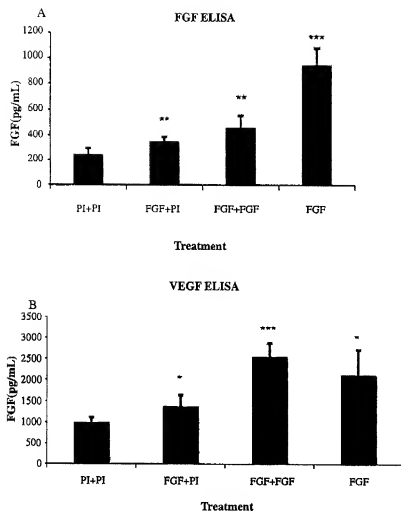 A
FGF ELISA
FGF(pg/mL)
1200
1000
800
600
400
200
0
**
**
***
PI+PI FGF+PI FGF+FGF FGF
Treatment
VEGF ELISA
B
FGF(pg/mL)
3500
3000
2500
2000
1500
1000
500
0
*
***
*
PI+PI FGF+PI FGF+FGF FGF
Treatment